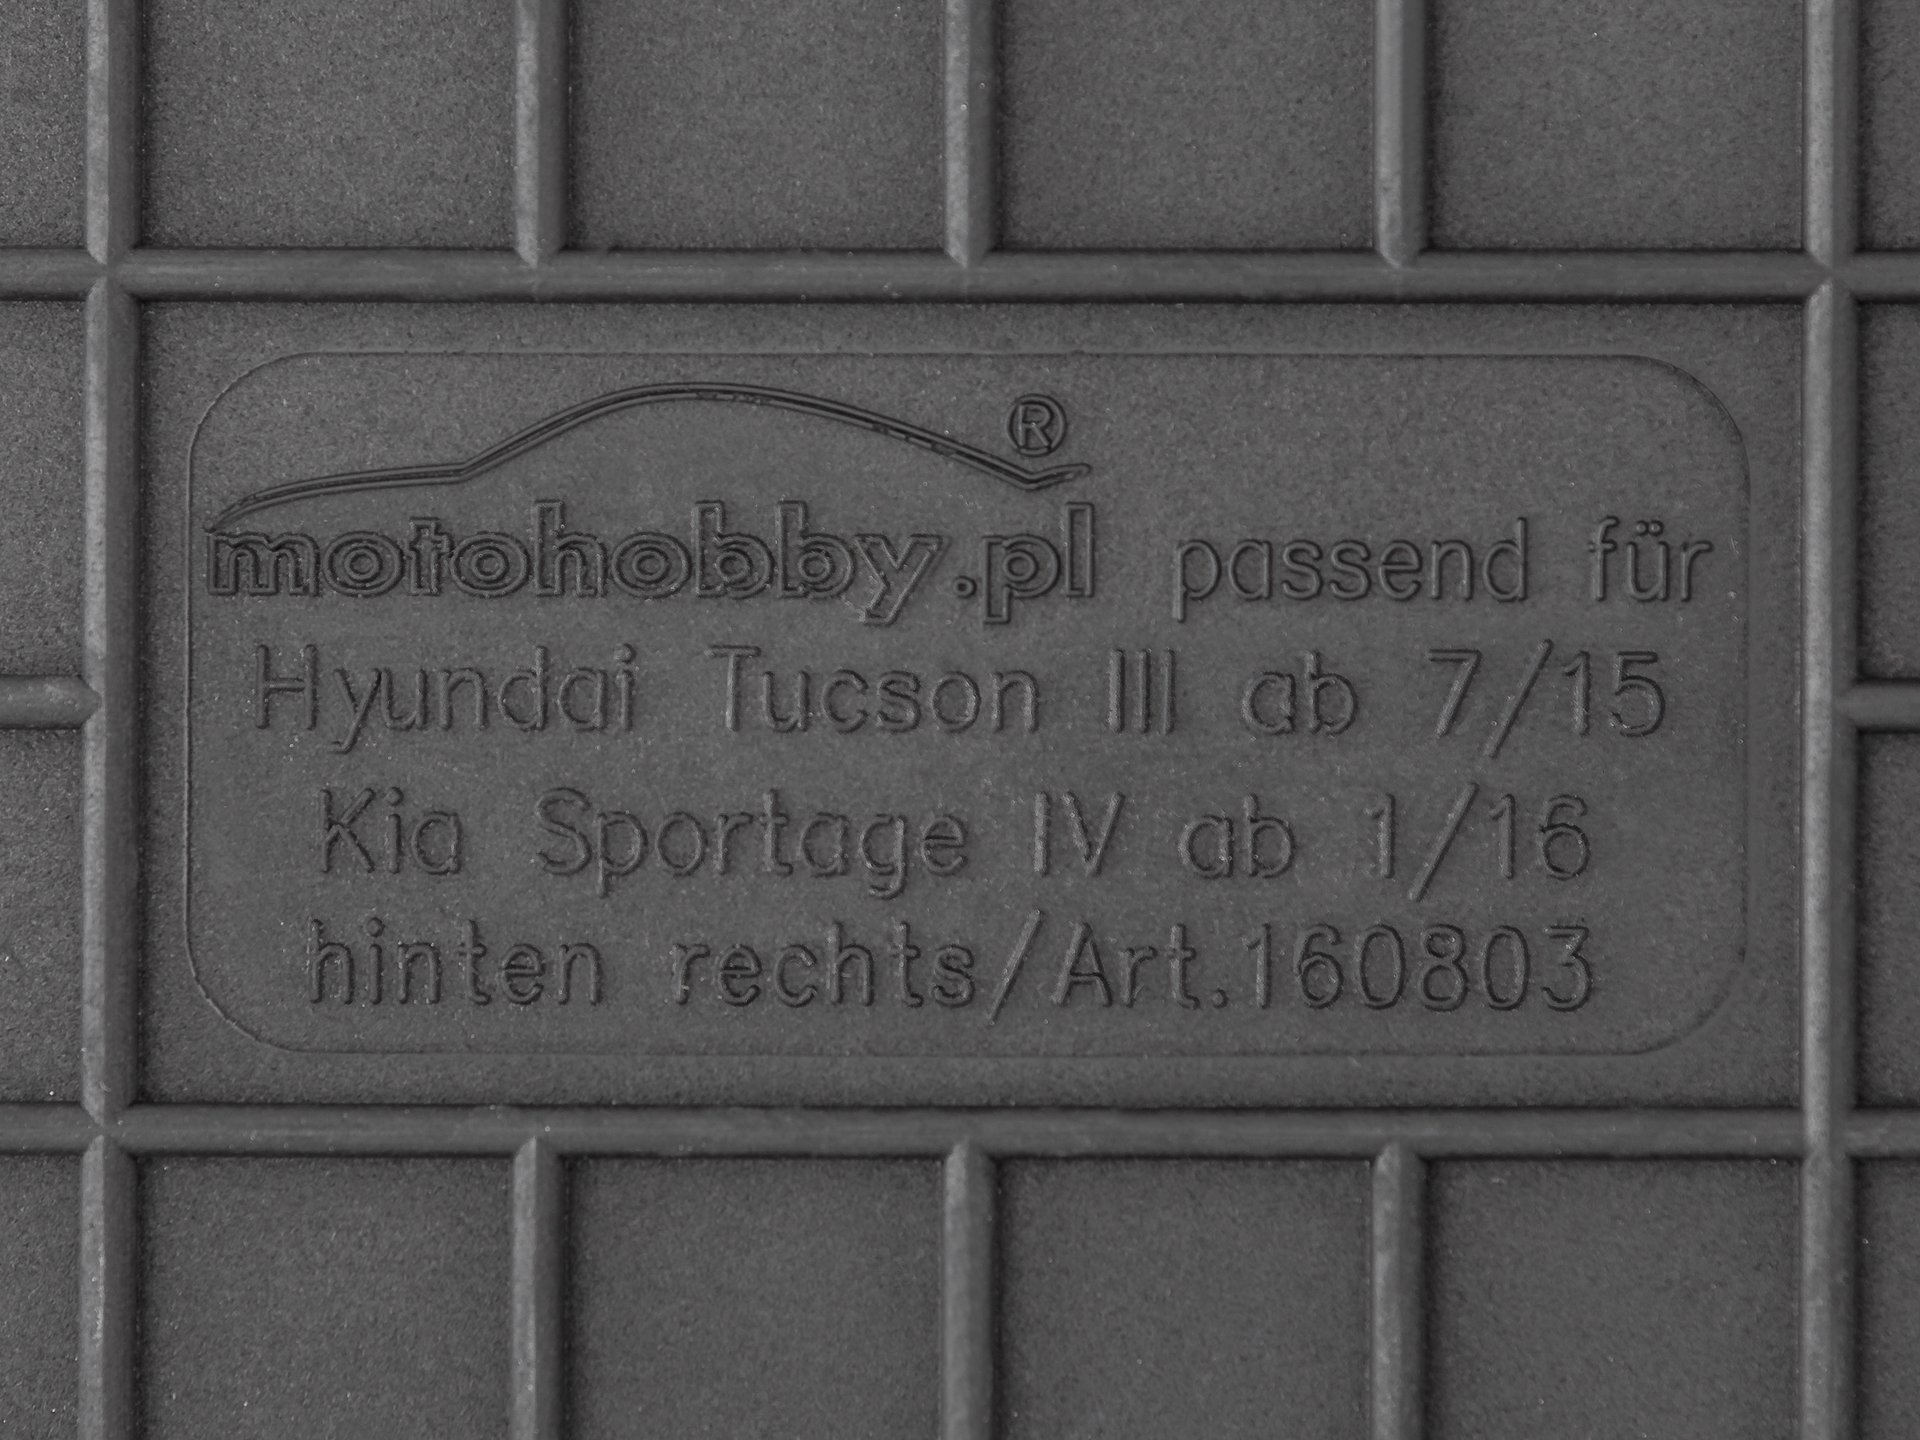 motohobby.pl ® passend für
Hyundai Tucson III ab 7/15
Kia Sportage IV ab 1/16
hinten rechts/Art.160803